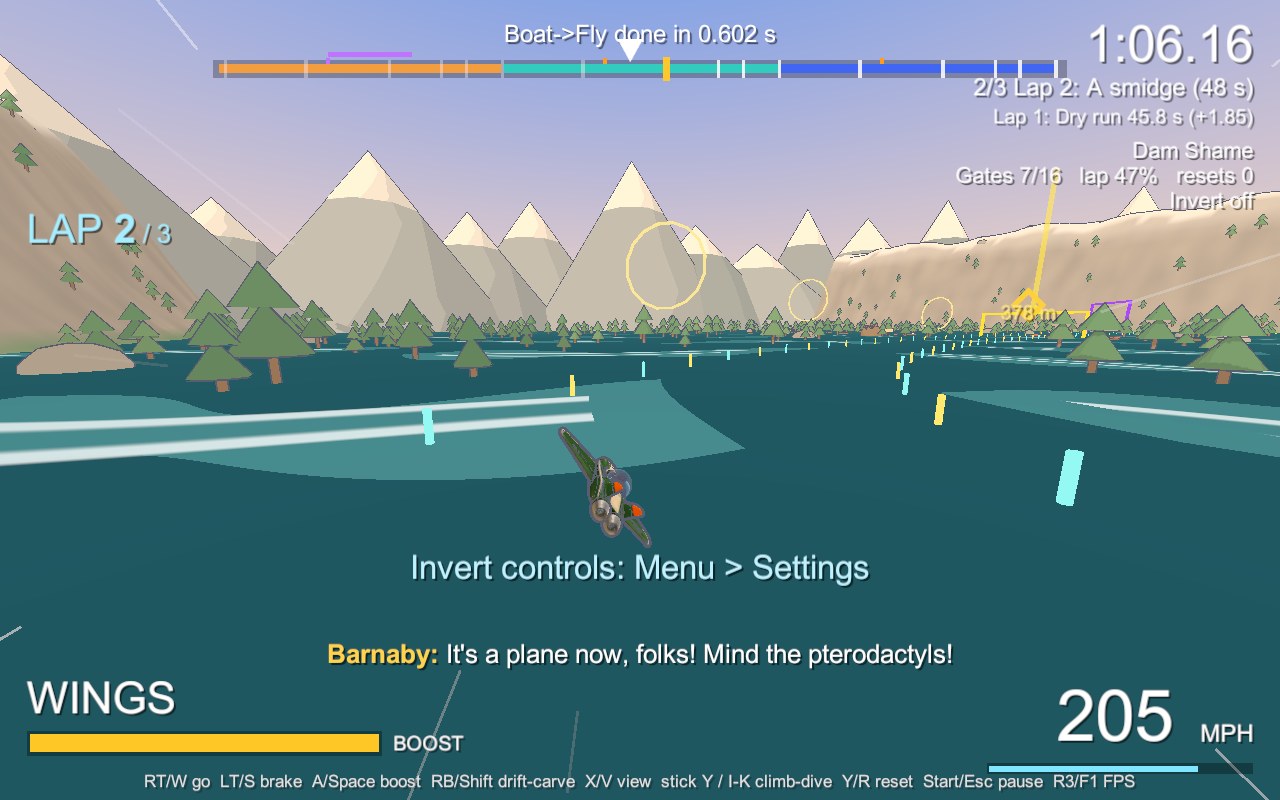 Boat->Fly done in 0.602 s
1:06.16
2/3 Lap 2: A smidge (48 s)
Lap 1: Dry run 45.8 s (+1.85)
Dam Shame
Gates 7/16 lap 47% resets 0
Invert off
LAP 2 / 3
378 m
Invert controls: Menu > Settings
Barnaby: It's a plane now, folks! Mind the pterodactyls!
WINGS
BOOST
205 MPH
RT/W go LT/S brake A/Space boost RB/Shift drift-carve X/V view stick Y / I-K climb-dive Y/R reset Start/Esc pause R3/F1 FPS